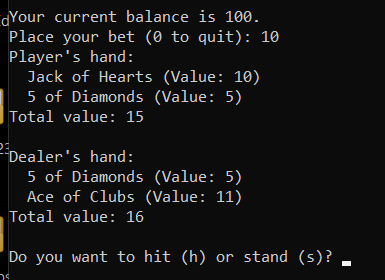 Your current balance is 100.
Place your bet (0 to quit): 10
Player's hand:
  Jack of Hearts (Value: 10)
  5 of Diamonds (Value: 5)
Total value: 15

Dealer's hand:
  5 of Diamonds (Value: 5)
  Ace of Clubs (Value: 11)
Total value: 16

Do you want to hit (h) or stand (s)?